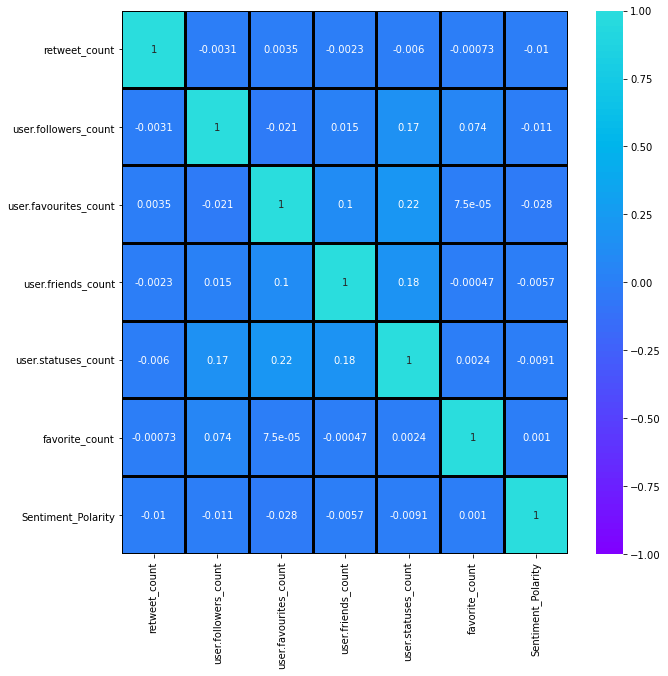 retweet_count 1 -0.0031 0.0035 -0.0023 -0.006 -0.00073 -0.01
user.followers_count -0.0031 1 -0.021 0.015 0.17 0.074 -0.011
user.favourites_count 0.0035 -0.021 1 0.1 0.22 7.5e-05 -0.028
user.friends_count -0.0023 0.015 0.1 1 0.18 -0.00047 -0.0057
user.statuses_count -0.006 0.17 0.22 0.18 1 0.0024 -0.0091
favorite_count -0.00073 0.074 7.5e-05 -0.00047 0.0024 1 0.001
Sentiment_Polarity -0.01 -0.011 -0.028 -0.0057 -0.0091 0.001 1
retweet_count
user.followers_count
user.favourites_count
user.friends_count
user.statuses_count
favorite_count
Sentiment_Polarity
1.00
0.75
0.50
0.25
0.00
−0.25
−0.50
−0.75
−1.00